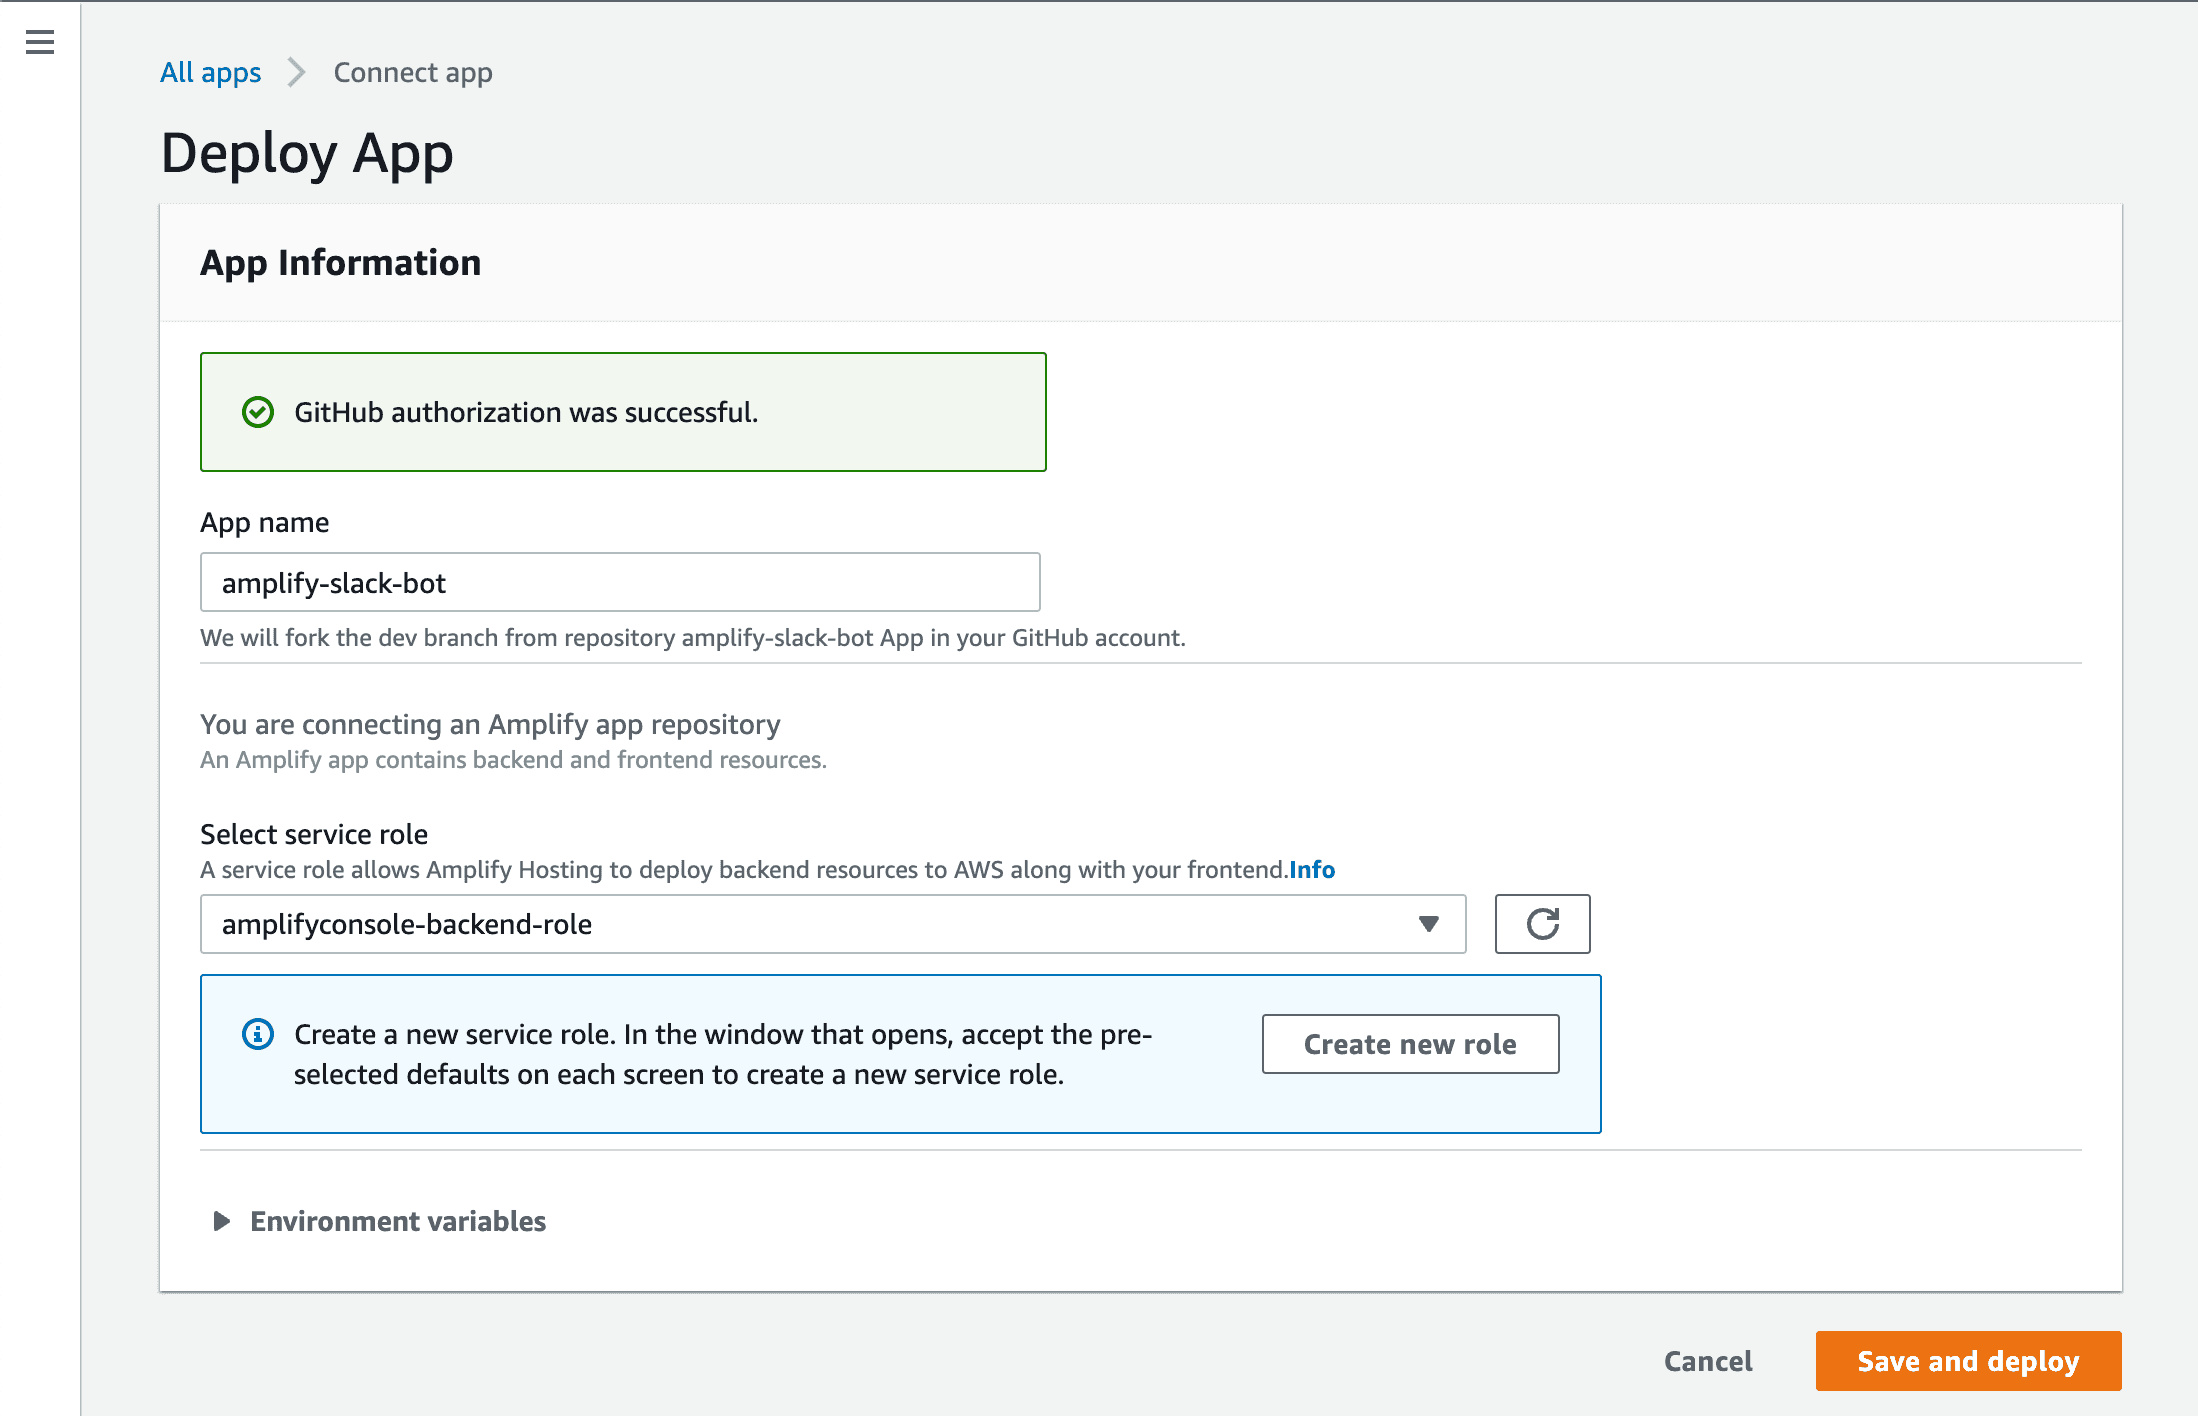 All apps
Connect app
Deploy App
App Information
GitHub authorization was successful.
App name
amplify-slack-bot
We will fork the dev branch from repository amplify-slack-bot App in your GitHub account.
You are connecting an Amplify app repository
An Amplify app contains backend and frontend resources.
Select service role
A service role allows Amplify Hosting to deploy backend resources to AWS along with your frontend.Info
amplifyconsole-backend-role
Create a new service role. In the window that opens, accept the pre-
selected defaults on each screen to create a new service role.
Create new role
Environment variables
Cancel
Save and deploy